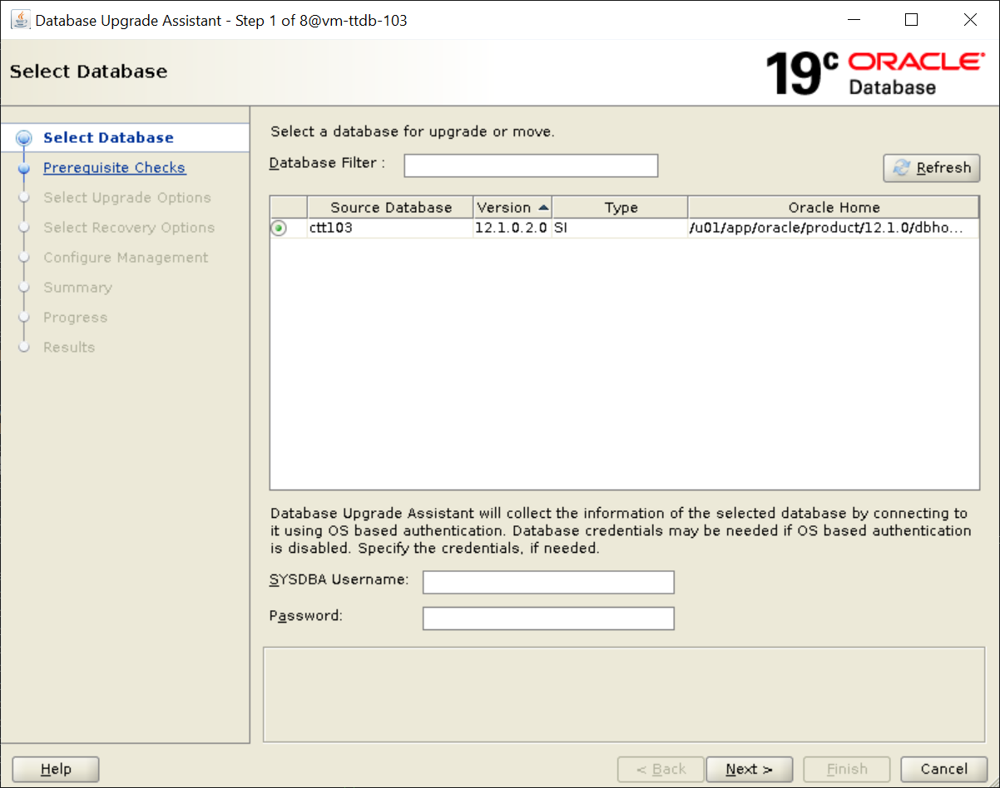 Database Upgrade Assistant - Step 1 of 8@vm-ttdb-103
Select Database
19c ORACLE
Database
Select Database
Prerequisite Checks
Select Upgrade Options
Select Recovery Options
Configure Management
Summary
Progress
Results
Select a database for upgrade or move.
Database Filter :
Refresh
Source Database Version Type Oracle Home
ctt103 12.1.0.2.0 SI /u01/app/oracle/product/12.1.0/dbho...
Database Upgrade Assistant will collect the information of the selected database by connecting to
it using OS based authentication. Database credentials may be needed if OS based authentication
is disabled. Specify the credentials, if needed.
SYSDBA Username:
Password:
Help
< Back
Next >
Finish
Cancel